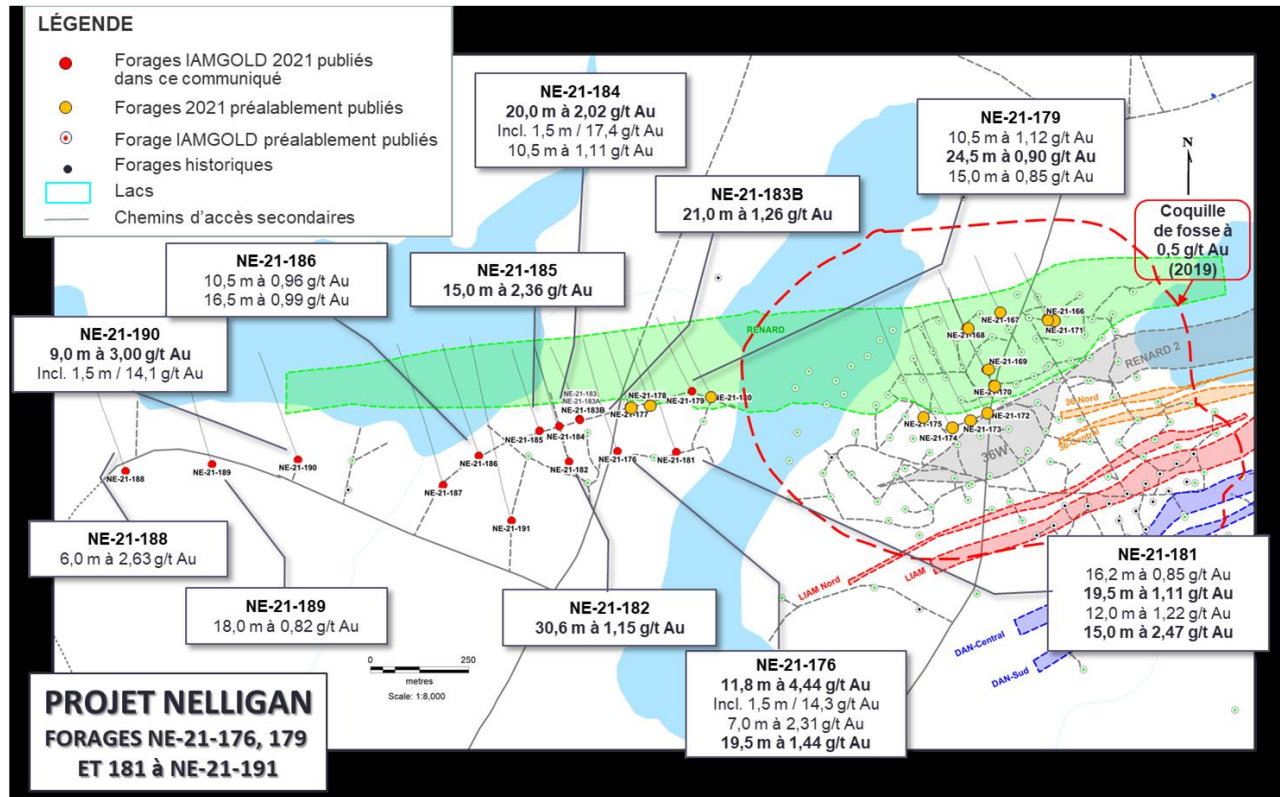 LÉGENDE
Forages IAMGOLD 2021 publiés
dans ce communiqué
Forages 2021 préalablement publiés
Forage IAMGOLD préalablement publiés
Forages historiques
Lacs
Chemins d'accès secondaires
NE-21-184
20,0 m à 2,02 g/t Au
Incl. 1,5 m / 17,4 g/t Au
10,5 m à 1,11 g/t Au
NE-21-179
10,5 m à 1,12 g/t Au
24,5 m à 0,90 g/t Au
15,0 m à 0,85 g/t Au
N
NE-21-183B
21,0 m à 1,26 g/t Au
Coquille
de fosse à
0,5 g/t Au
(2019)
NE-21-186
10,5 m à 0,96 g/t Au
16,5 m à 0,99 g/t Au
NE-21-185
15,0 m à 2,36 g/t Au
NE-21-190
9,0 m à 3,00 g/t Au
Incl. 1,5 m / 14,1 g/t Au
RENARD
NE-21-167
NE-21-166
NE-21-168
NE-21-171
RENARD 2
NE-21-169
NE-21-170
NE-21-183
NE-21-183A
NE-21-183B
NE-21-178
NE-21-177
NE-21-179
NE-21-180
36-Nord
36-Central
NE-21-172
NE-21-175
NE-21-173
NE-21-174
36W
NE-21-185
NE-21-184
NE-21-186
NE-21-182
NE-21-176
NE-21-181
NE-21-188
NE-21-189
NE-21-190
NE-21-187
NE-21-191
LIAM Nord
LIAM
DAN-Central
DAN-Sud
NE-21-188
6,0 m à 2,63 g/t Au
NE-21-189
18,0 m à 0,82 g/t Au
NE-21-182
30,6 m à 1,15 g/t Au
NE-21-181
16,2 m à 0,85 g/t Au
19,5 m à 1,11 g/t Au
12,0 m à 1,22 g/t Au
15,0 m à 2,47 g/t Au
NE-21-176
11,8 m à 4,44 g/t Au
Incl. 1,5 m / 14,3 g/t Au
7,0 m à 2,31 g/t Au
19,5 m à 1,44 g/t Au
0 250
metres
Scale: 1:8,000
PROJET NELLIGAN
FORAGES NE-21-176, 179
ET 181 à NE-21-191